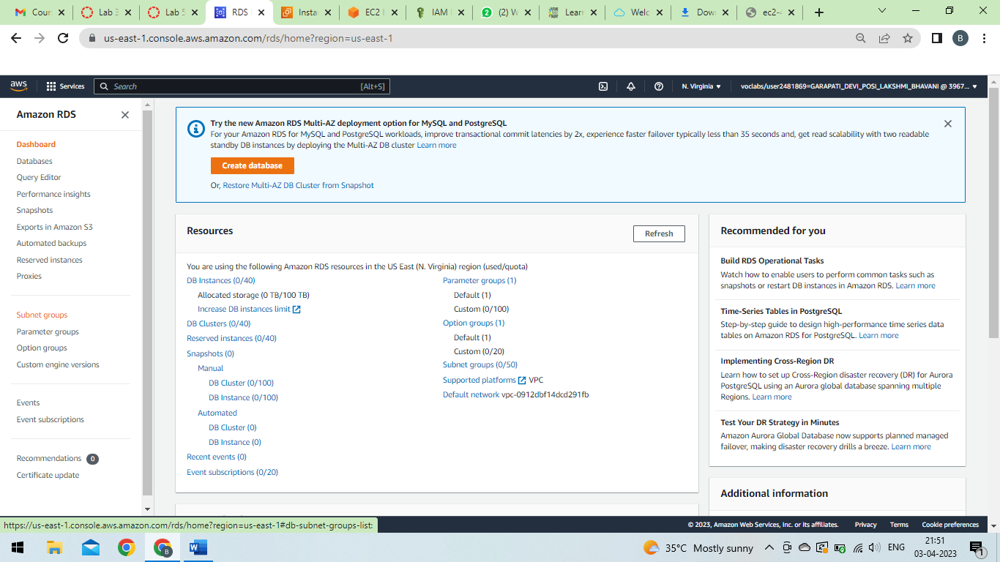 Cour
Lab 3
Lab 5
RDS
Insta
EC2
IAM
(2) W
Learn
Welc
Dow
ec2-
us-east-1.console.aws.amazon.com/rds/home?region=us-east-1
B
aws
Services
Search
[Alt+S]
N. Virginia
voclabs/user2481869=GARAPATI_DEVI_POSI_LAKSHMI_BHAVANI @ 3967...
Amazon RDS
Dashboard
Databases
Query Editor
Performance insights
Snapshots
Exports in Amazon S3
Automated backups
Reserved instances
Proxies
Subnet groups
Parameter groups
Option groups
Custom engine versions
Events
Event subscriptions
Recommendations 0
Certificate update
Try the new Amazon RDS Multi-AZ deployment option for MySQL and PostgreSQL
For your Amazon RDS for MySQL and PostgreSQL workloads, improve transactional commit latencies by 2x, experience faster failover typically less than 35 seconds and, get read scalability with two readable
standby DB instances by deploying the Multi-AZ DB cluster Learn more
Create database
Or, Restore Multi-AZ DB Cluster from Snapshot
Resources
Refresh
You are using the following Amazon RDS resources in the US East (N. Virginia) region (used/quota)
DB Instances (0/40)
Allocated storage (0 TB/100 TB)
Increase DB instances limit
DB Clusters (0/40)
Reserved instances (0/40)
Snapshots (0)
Manual
DB Cluster (0/100)
DB Instance (0/100)
Automated
DB Cluster (0)
DB Instance (0)
Recent events (0)
Event subscriptions (0/20)
Parameter groups (1)
Default (1)
Custom (0/100)
Option groups (1)
Default (1)
Custom (0/20)
Subnet groups (0/50)
Supported platforms VPC
Default network vpc-0912dbf14dcd291fb
Recommended for you
Build RDS Operational Tasks
Watch how to enable users to perform common tasks such as
snapshots or restart DB instances in Amazon RDS. Learn more
Time-Series Tables in PostgreSQL
Step-by-step guide to design high-performance time series data
tables on Amazon RDS for PostgreSQL. Learn more
Implementing Cross-Region DR
Learn how to set up Cross-Region disaster recovery (DR) for Aurora
PostgreSQL using an Aurora global database spanning multiple
Regions. Learn more
Test Your DR Strategy in Minutes
Amazon Aurora Global Database now supports planned managed
failover, making disaster recovery drills a breeze. Learn more
Additional information
https://us-east-1.console.aws.amazon.com/rds/home?region=us-east-1#db-subnet-groups-list:
© 2023, Amazon Web Services, Inc. or its affiliates.
Privacy
Terms
Cookie preferences
35°C Mostly sunny
ENG
21:51
03-04-2023
1